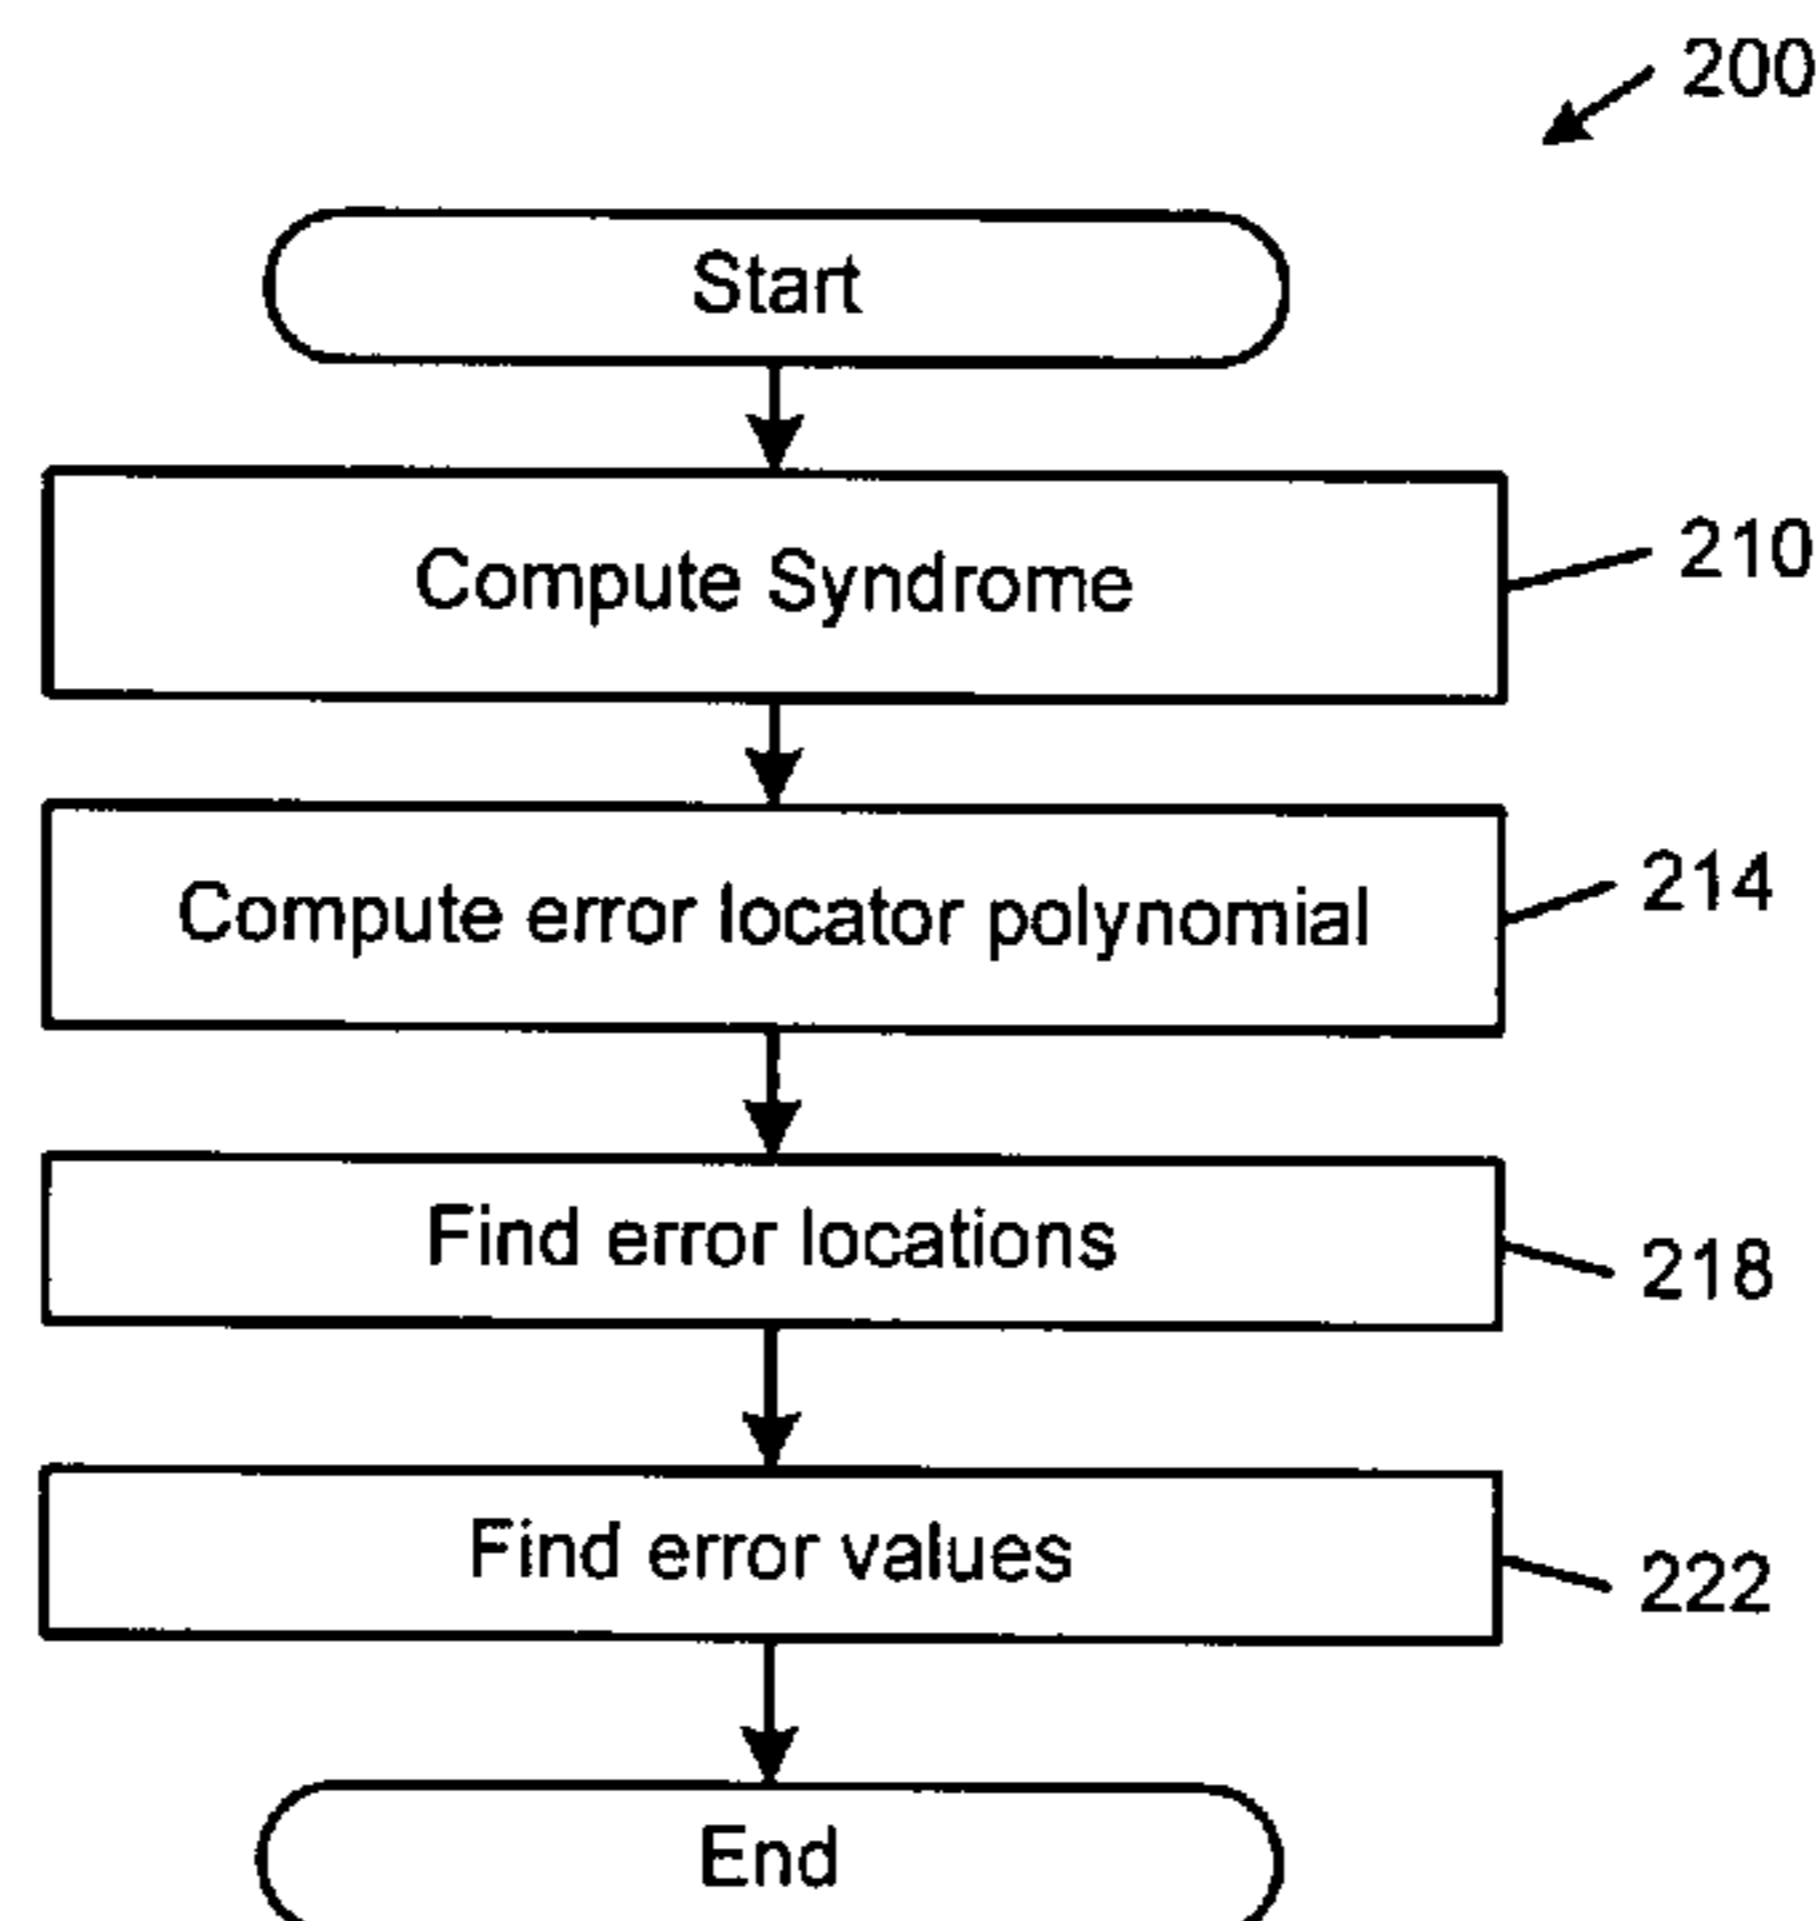 200
Start
Compute Syndrome
210
Compute error locator polynomial
214
Find error locations
218
Find error values
222
End